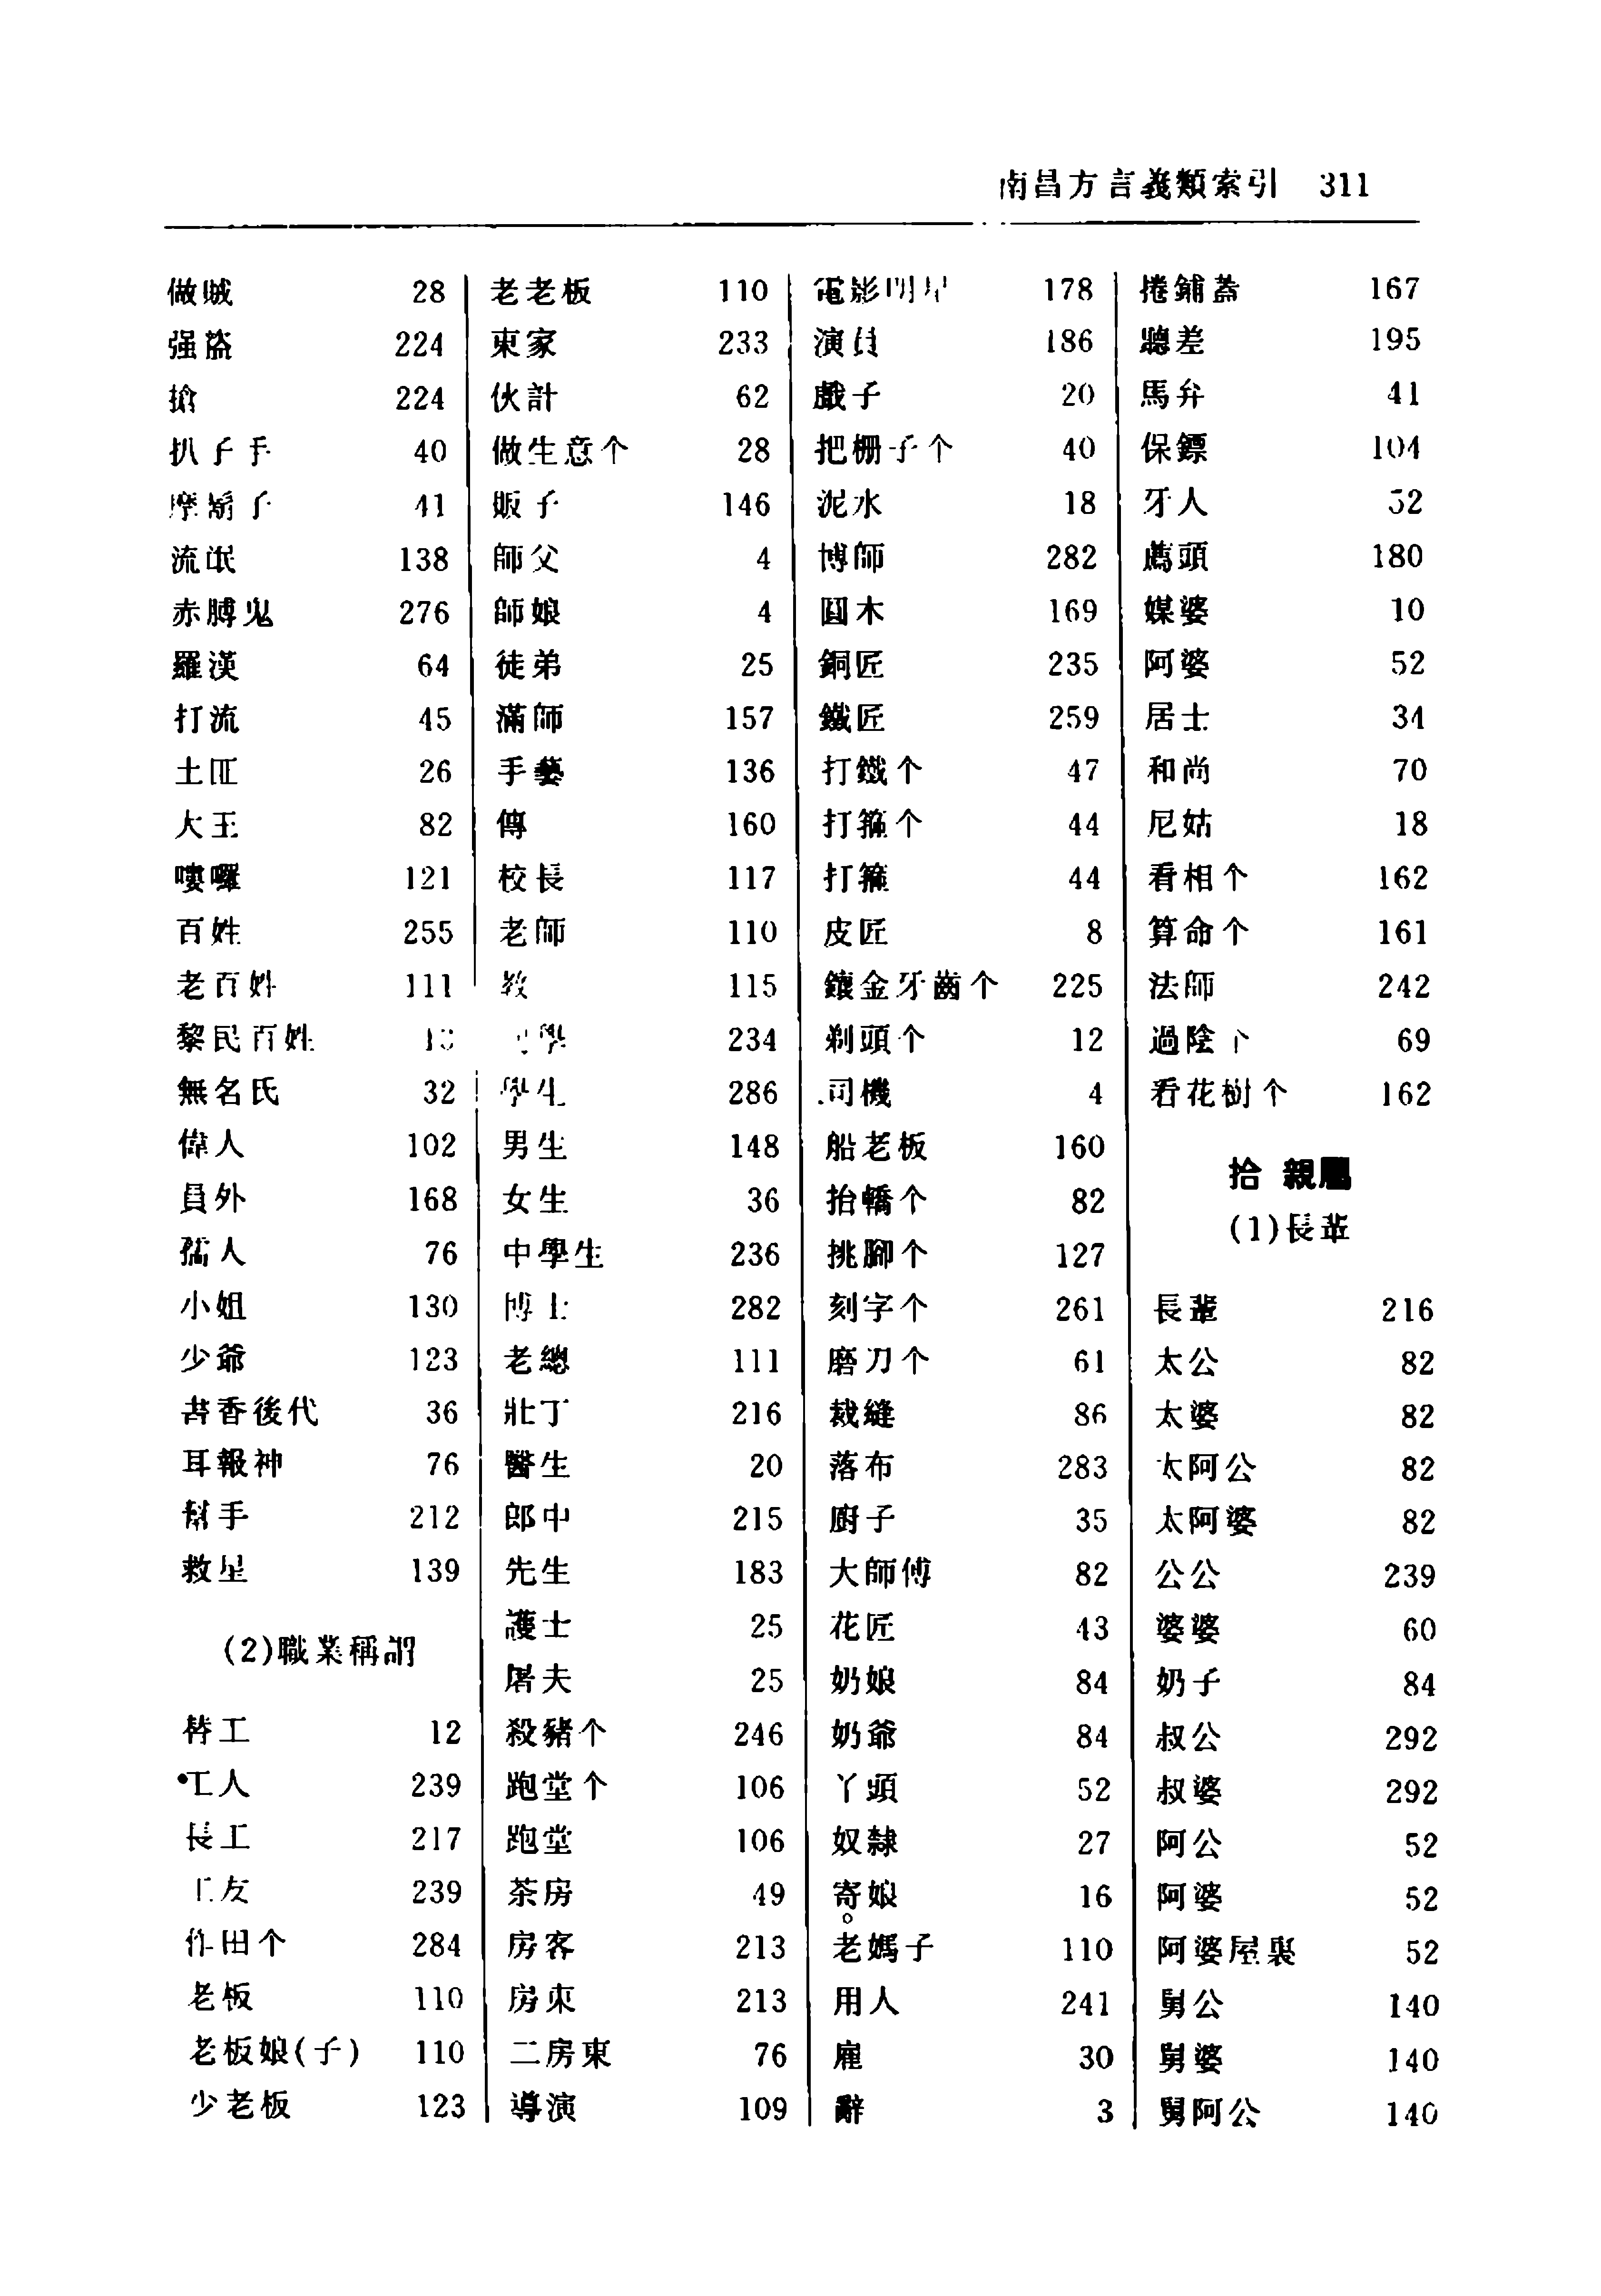 南昌方言義類索引 311
做賊 28
强盜 224
搶 224
扒子手 40
摩 子 41
流氓 138
赤膊鬼 276
羅漢 64
打流 45
土匪 26
大王 82
嘍囉 121
百姓 255
老百姓 111
黎民百姓
無名氏 32
偉人 102
員外 168
孺人 76
小姐 130
少爺 123
書香後代 36
耳報神 76
幫手 212
救星 139
(2)職業稱謂
替工 12
工人 239
長工 217
工友 239
作田个 284
老板 110
老板娘(子) 110
少老板 123
老老板 110
東家 233
伙計 62
做生意个 28
販子 146
師父 4
師娘 4
徒弟 25
滿師 157
手藝 136
傳 160
校長 117
老師 110
教 115
學 234
學生 286
男生 148
女生 36
中學生 236
博士 282
老總 111
壯丁 216
醫生 20
郎中 215
先生 183
護士 25
屠夫 25
殺豬个 246
跑堂个 106
跑堂 106
茶房 49
房客 213
房東 213
二房東 76
導演 109
電影明星 178
演員 186
戲子 20
把柵子个 40
泥水 18
博師 282
圓木 169
銅匠 235
鐵匠 259
打鐵个 47
打箍个 44
打箍 44
皮匠 8
鑲金牙齒个 225
剃頭个 12
司機 4
船老板 160
抬轎个 82
挑腳个 127
刻字个 261
磨刀个 61
裁縫 86
落布 283
廚子 35
大師傅 82
花匠 43
奶娘 84
奶爺 84
丫頭 52
奴隸 27
寄娘 16
老媽子 110
用人 241
雇 30
辭 3
捲鋪蓋 167
聽差 195
馬弁 41
保鏢 104
牙人 52
薦頭 180
媒婆 10
阿婆 52
居士 34
和尚 70
尼姑 18
看相个 162
算命个 161
法師 242
過陰个 69
看花樹个 162
拾 親屬
(1)長輩
長輩 216
太公 82
太婆 82
太阿公 82
太阿婆 82
公公 239
婆婆 60
奶子 84
叔公 292
叔婆 292
阿公 52
阿婆 52
阿婆屋裏 52
舅公 140
舅婆 140
舅阿公 140